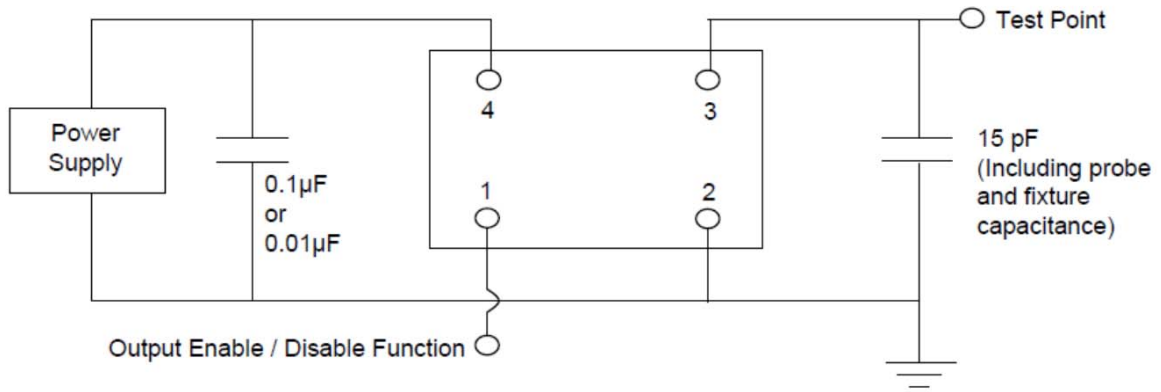 Test Point
4
3
Power
Supply
15 pF
(Including probe
and fixture
capacitance)
0.1µF
or
0.01µF
1
2
Output Enable / Disable Function